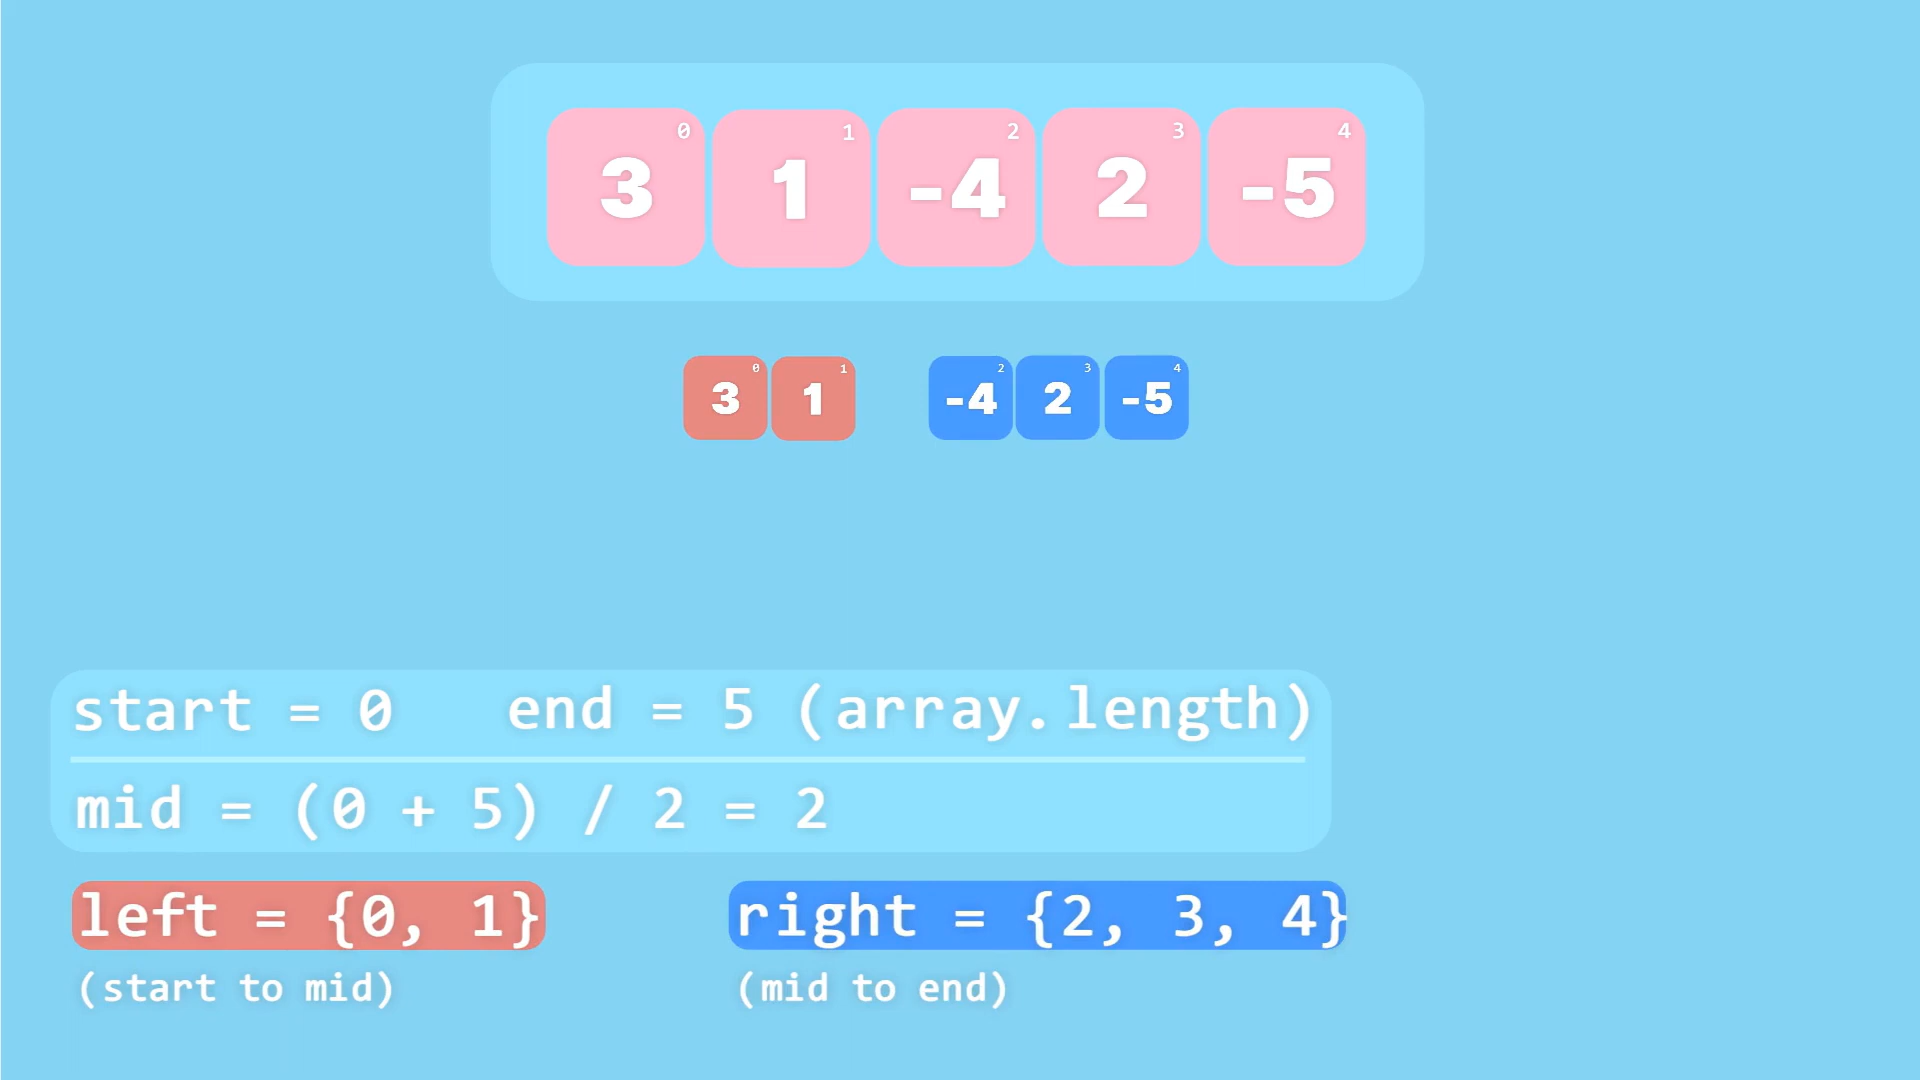 0 1 2 3 4
3 1 -4 2 -5
0 1 2 3 4
3 1 -4 2 -5
start = 0 end = 5 (array.length)
mid = (0 + 5) / 2 = 2
left = {0, 1} right = {2, 3, 4}
(start to mid) (mid to end)